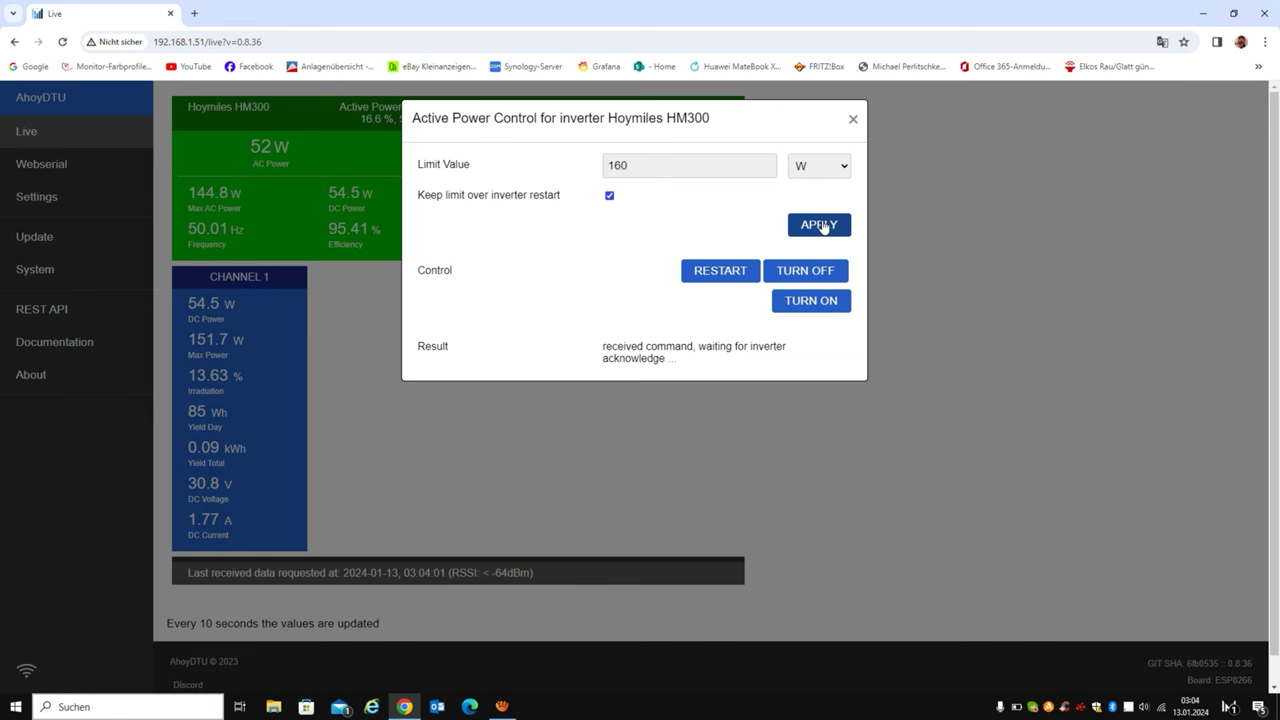 Live
Nicht sicher
192.168.1.51/live?v=0.8.36
Google
Monitor-Farbprofile...
YouTube
Facebook
Anlagenübersicht -...
eBay Kleinanzeigen...
Synology-Server
Grafana
- Home
Huawei MateBook X...
FRITZ!Box
Michael Perlitschke...
Office 365-Anmeldu...
Elkos Rau/Glatt gün...
AhoyDTU
Live
Webserial
Settings
Update
System
REST API
Documentation
About
Hoymiles HM300
Active Power
16.6 %,
52 W
AC Power
144.8 W
Max AC Power
54.5 W
DC Power
50.01 Hz
Frequency
95.41 %
Efficiency
CHANNEL 1
54.5 W
DC Power
151.7 W
Max Power
13.63 %
Irradiation
85 Wh
Yield Day
0.09 kWh
Yield Total
30.8 V
DC Voltage
1.77 A
DC Current
Last received data requested at: 2024-01-13, 03:04:01 (RSSI: < -64dBm)
Every 10 seconds the values are updated
Active Power Control for inverter Hoymiles HM300
Limit Value
160
W
Keep limit over inverter restart
APPLY
Control
RESTART
TURN OFF
TURN ON
Result
received command, waiting for inverter
acknowledge ...
AhoyDTU © 2023
Discord
GIT SHA: 6fb0535 :: 0.8.36
Board: ESP8266
Suchen
03:04
13.01.2024